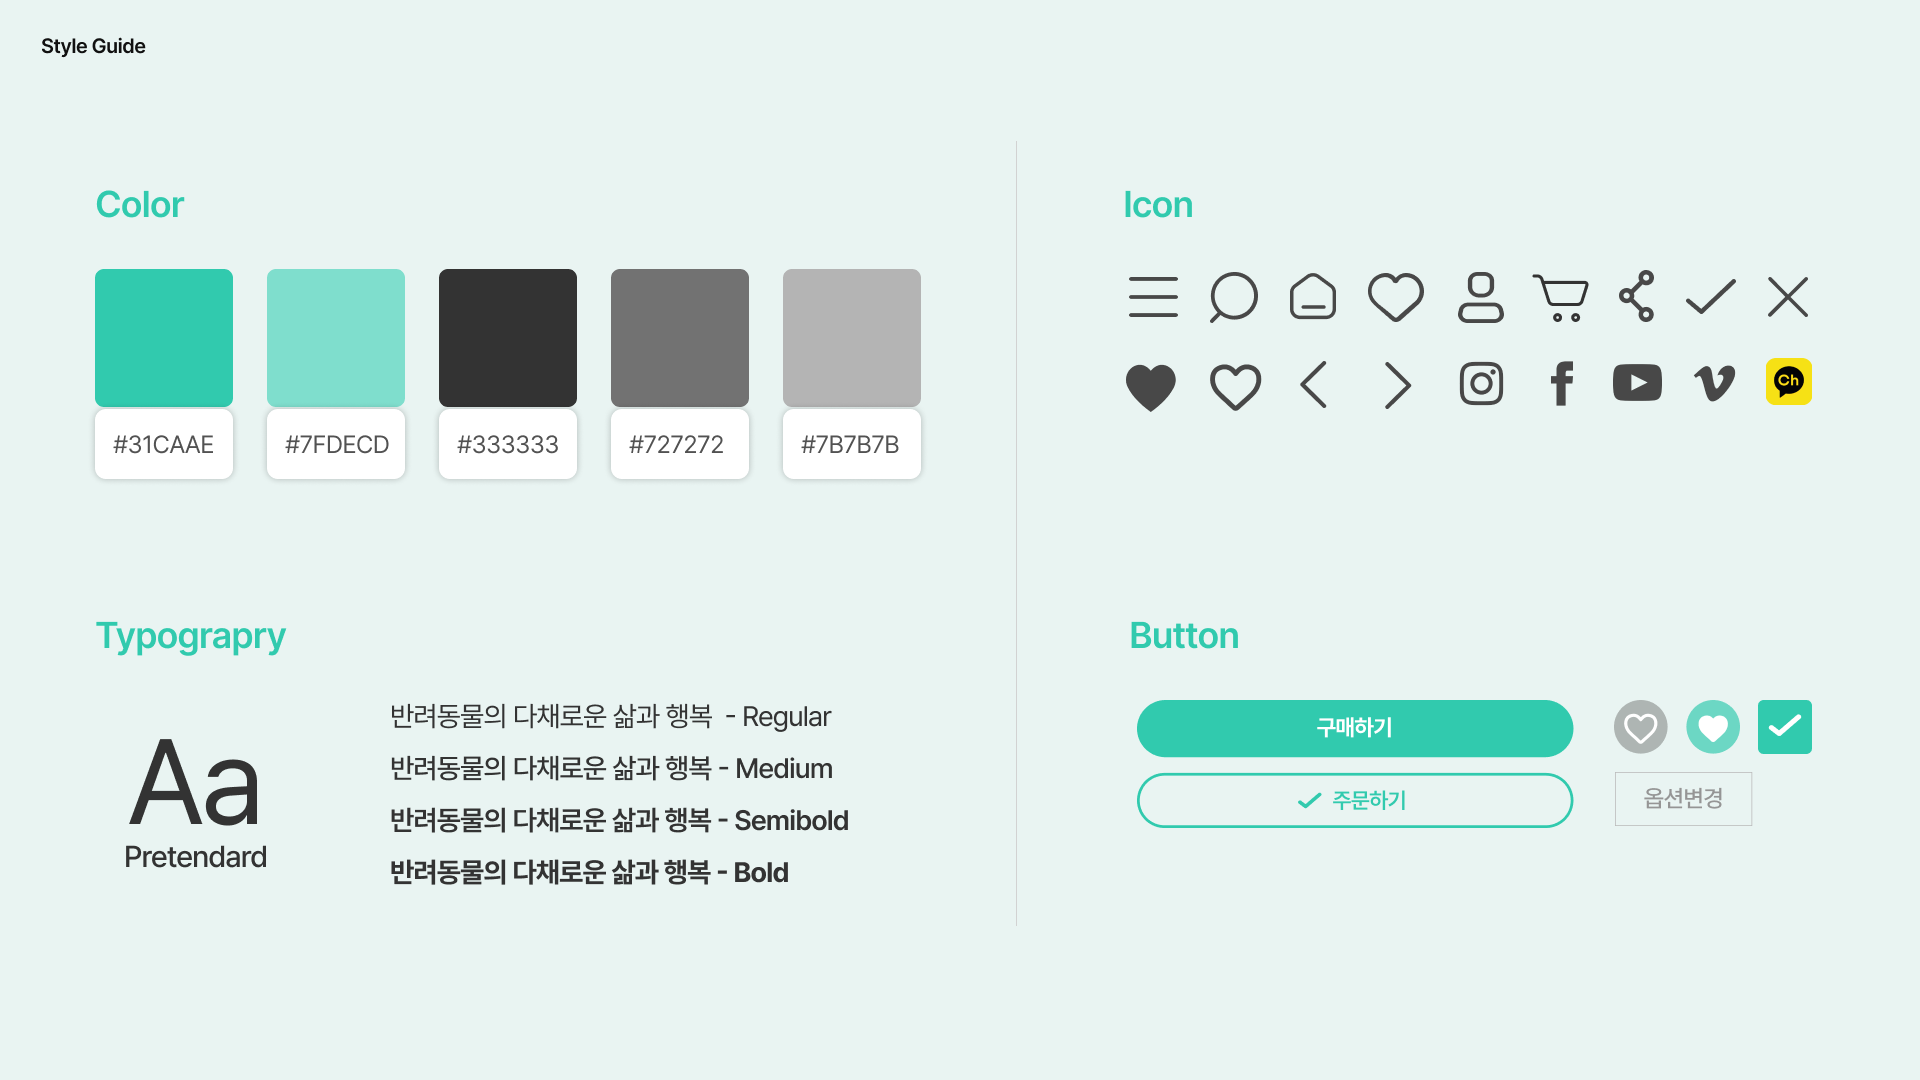 Style Guide
Color
#31CAAE
#7FDECD
#333333
#727272
#7B7B7B
Icon
Ch
Typograpry
Aa
Pretendard
반려동물의 다채로운 삶과 행복 - Regular
반려동물의 다채로운 삶과 행복 - Medium
반려동물의 다채로운 삶과 행복 - Semibold
반려동물의 다채로운 삶과 행복 - Bold
Button
구매하기
주문하기
옵션변경